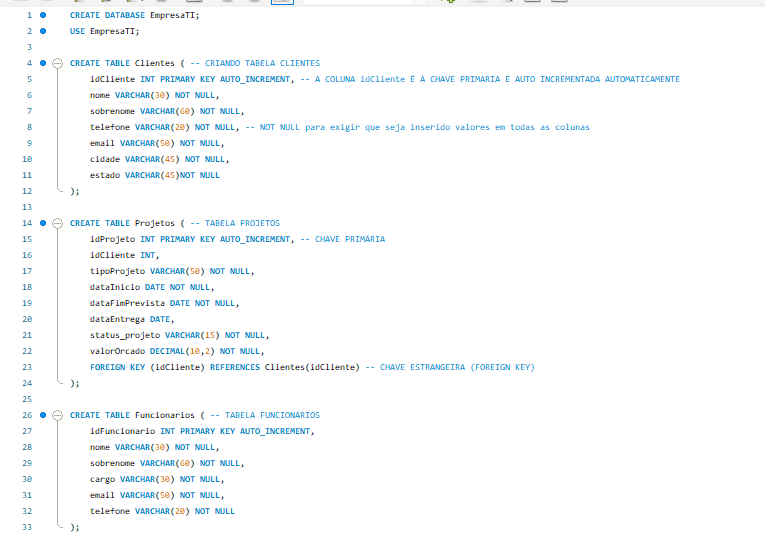 1 CREATE DATABASE EmpresaTI;
2 USE EmpresaTI;
3
4 CREATE TABLE Clientes ( -- CRIANDO TABELA CLIENTES
5 idCliente INT PRIMARY KEY AUTO_INCREMENT, -- A COLUNA idCliente É A CHAVE PRIMARIA E AUTO INCREMENTADA AUTOMATICAMENTE
6 nome VARCHAR(30) NOT NULL,
7 sobrenome VARCHAR(60) NOT NULL,
8 telefone VARCHAR(20) NOT NULL, -- NOT NULL para exigir que seja inserido valores em todas as colunas
9 email VARCHAR(50) NOT NULL,
10 cidade VARCHAR(45) NOT NULL,
11 estado VARCHAR(45)NOT NULL
12 );
13
14 CREATE TABLE Projetos ( -- TABELA PROJETOS
15 idProjeto INT PRIMARY KEY AUTO_INCREMENT, -- CHAVE PRIMÁRIA
16 idCliente INT,
17 tipoProjeto VARCHAR(50) NOT NULL,
18 dataInicio DATE NOT NULL,
19 dataFimPrevista DATE NOT NULL,
20 dataEntrega DATE,
21 status_projeto VARCHAR(15) NOT NULL,
22 valorOrcado DECIMAL(10,2) NOT NULL,
23 FOREIGN KEY (idCliente) REFERENCES Clientes(idCliente) -- CHAVE ESTRANGEIRA (FOREIGN KEY)
24 );
25
26 CREATE TABLE Funcionarios ( -- TABELA FUNCIONÁRIOS
27 idFuncionario INT PRIMARY KEY AUTO_INCREMENT,
28 nome VARCHAR(30) NOT NULL,
29 sobrenome VARCHAR(60) NOT NULL,
30 cargo VARCHAR(30) NOT NULL,
31 email VARCHAR(50) NOT NULL,
32 telefone VARCHAR(20) NOT NULL
33 );